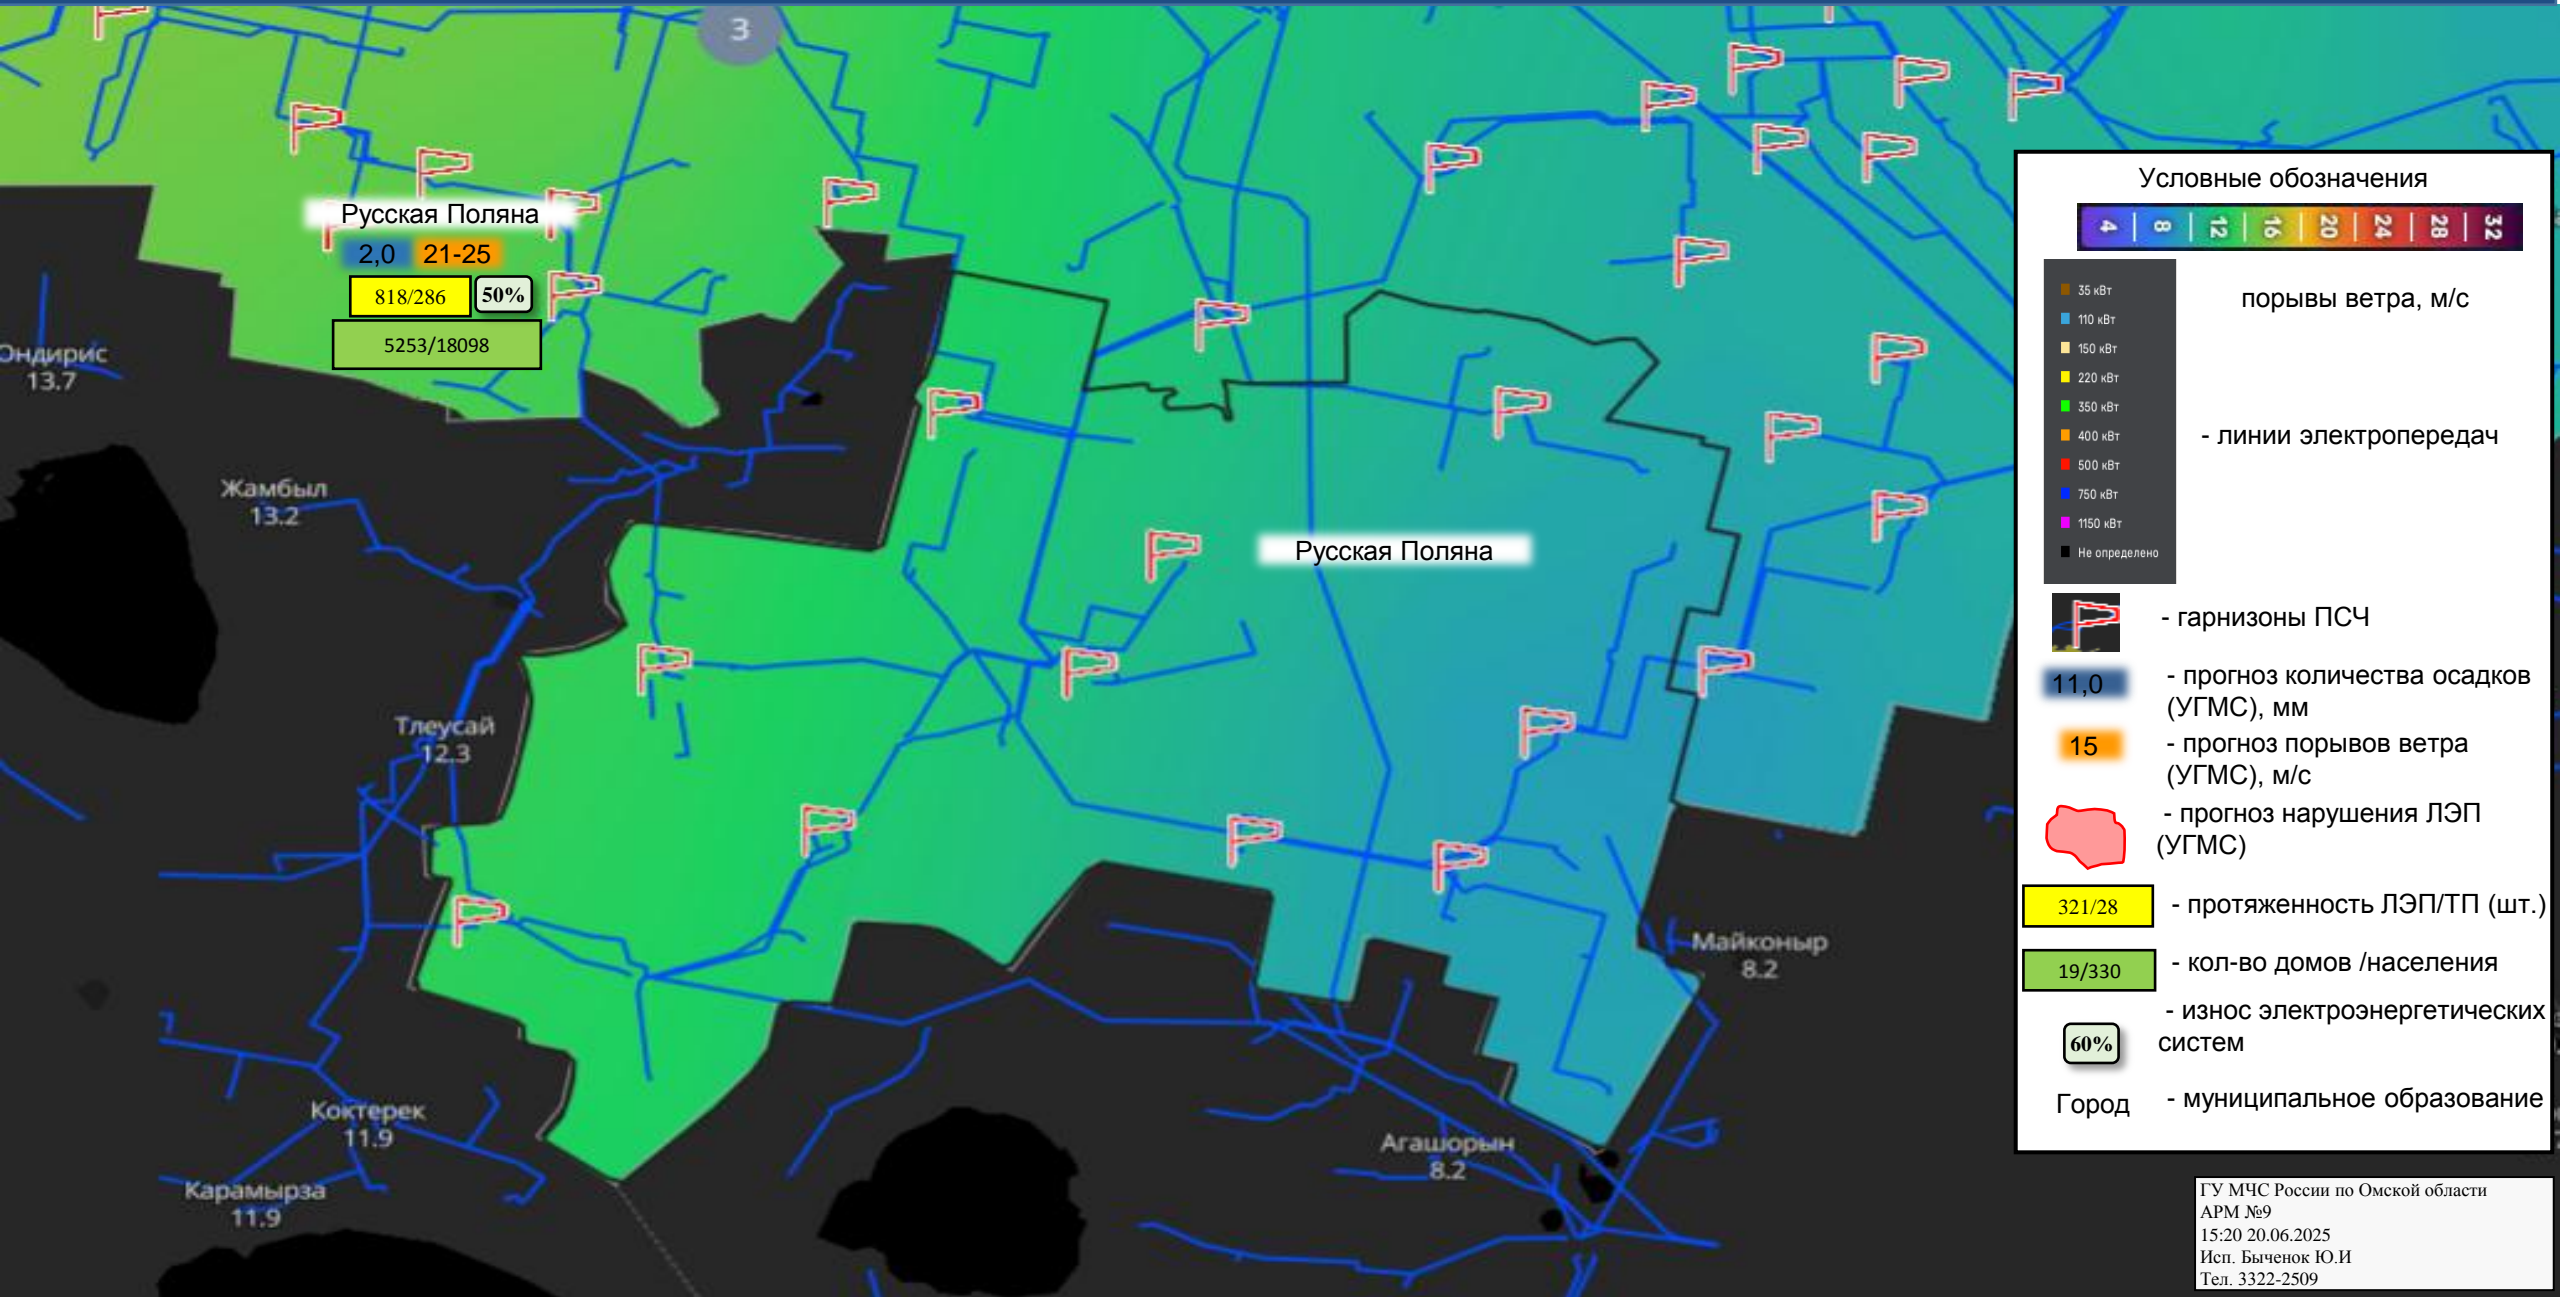 3
Русская Поляна
2,0 21-25
818/286 50%
5253/18098
Ондирис
13.7
Жамбыл
13.2
Тлеусай
12.3
Коктерек
11.9
Карамырза
11.9
Русская Поляна
Майконыр
8.2
Агашорын
8.2
Условные обозначения
4 8 12 16 20 24 28 32
порывы ветра, м/с
35 кВт
110 кВт
150 кВт
220 кВт
350 кВт
400 кВт
500 кВт
750 кВт
1150 кВт
Не определено
- линии электропередач
- гарнизоны ПСЧ
11,0 - прогноз количества осадков
(УГМС), мм
15 - прогноз порывов ветра
(УГМС), м/с
- прогноз нарушения ЛЭП
(УГМС)
321/28 - протяженность ЛЭП/ТП (шт.)
19/330 - кол-во домов /населения
- износ электроэнергетических
60% систем
Город - муниципальное образование
ГУ МЧС России по Омской области
АРМ №9
15:20 20.06.2025
Исп. Быченок Ю.И
Тел. 3322-2509